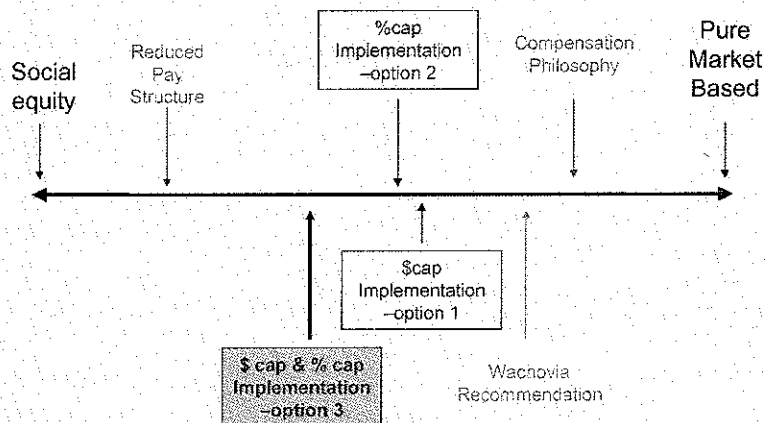 Social
equity
Reduced
Pay
Structure
%cap
Implementation
–option 2
Compensation
Philosophy
Pure
Market
Based
$cap
Implementation
–option 1
$ cap & % cap
Implementation
–option 3
Wachovia
Recommendation